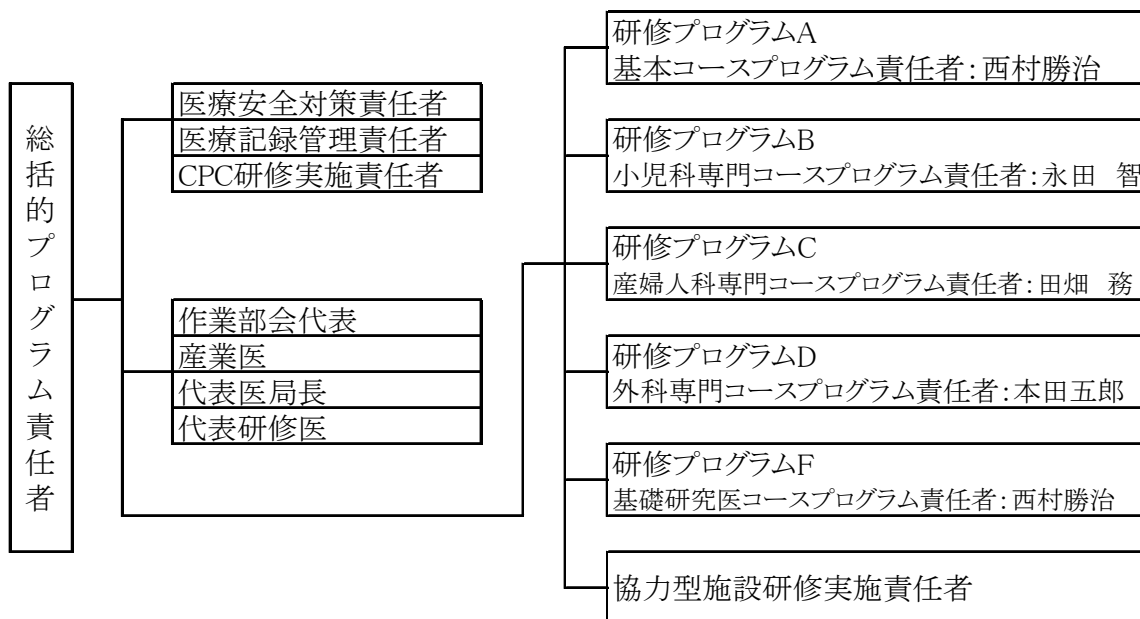 総括的プログラム責任者
医療安全対策責任者
医療記録管理責任者
CPC研修実施責任者
作業部会代表
産業医
代表医局長
代表研修医
研修プログラムA
基本コースプログラム責任者:西村勝治
研修プログラムB
小児科専門コースプログラム責任者:永田　智
研修プログラムC
産婦人科専門コースプログラム責任者:田畑　務
研修プログラムD
外科専門コースプログラム責任者:本田五郎
研修プログラムF
基礎研究医コースプログラム責任者:西村勝治
協力型施設研修実施責任者